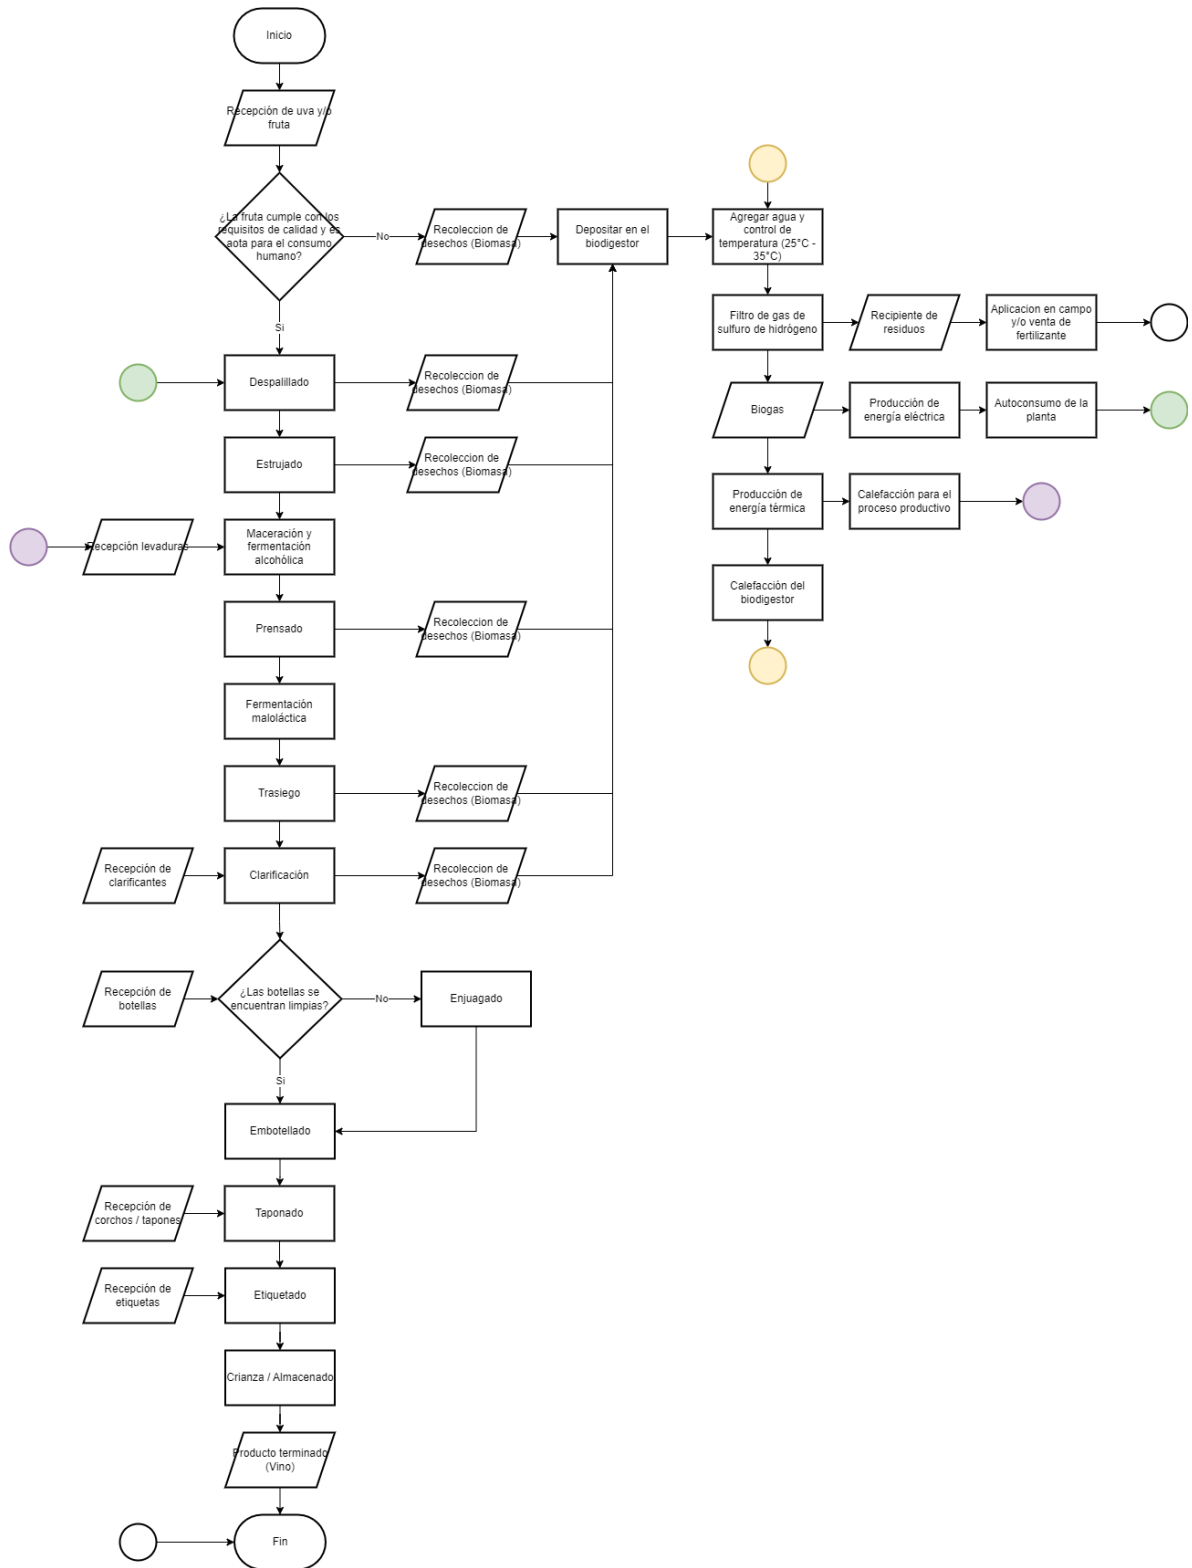 Inicio
Recepción de uva y/o
fruta
¿La fruta cumple con los
requisitos de calidad y es
aota para el consumo
humano?
No
Recoleccion de
desechos (Biomasa)
Depositar en el
biodigestor
Agregar agua y
control de
temperatura (25°C -
35°C)
Filtro de gas de
sulfuro de hidrógeno
Recipiente de
residuos
Aplicacion en campo
y/o venta de
fertilizante
Si
Despalillado
Recoleccion de
desechos (Biomasa)
Biogas
Producción de
energía eléctrica
Autoconsumo de la
planta
Estrujado
Recoleccion de
desechos (Biomasa)
Producción de
energía térmica
Calefacción para el
proceso productivo
Recepción levaduras
Maceración y
fermentación
alcohólica
Calefacción del
biodigestor
Prensado
Recoleccion de
desechos (Biomasa)
Fermentación
maloláctica
Trasiego
Recoleccion de
desechos (Biomasa)
Recepción de
clarificantes
Clarificación
Recoleccion de
desechos (Biomasa)
Recepción de
botellas
¿Las botellas se
encuentran limpias?
No
Enjuagado
Si
Embotellado
Recepción de
corchos / tapones
Taponado
Recepción de
etiquetas
Etiquetado
Crianza / Almacenado
Producto terminado
(Vino)
Fin